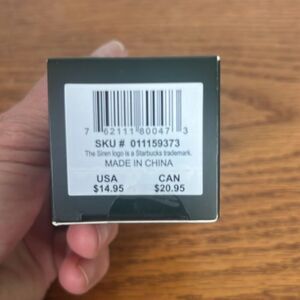 7 62111 80047 3
SKU # 011159373
The Siren logo is a Starbucks trademark.
MADE IN CHINA
USA CAN
$14.95 $20.95